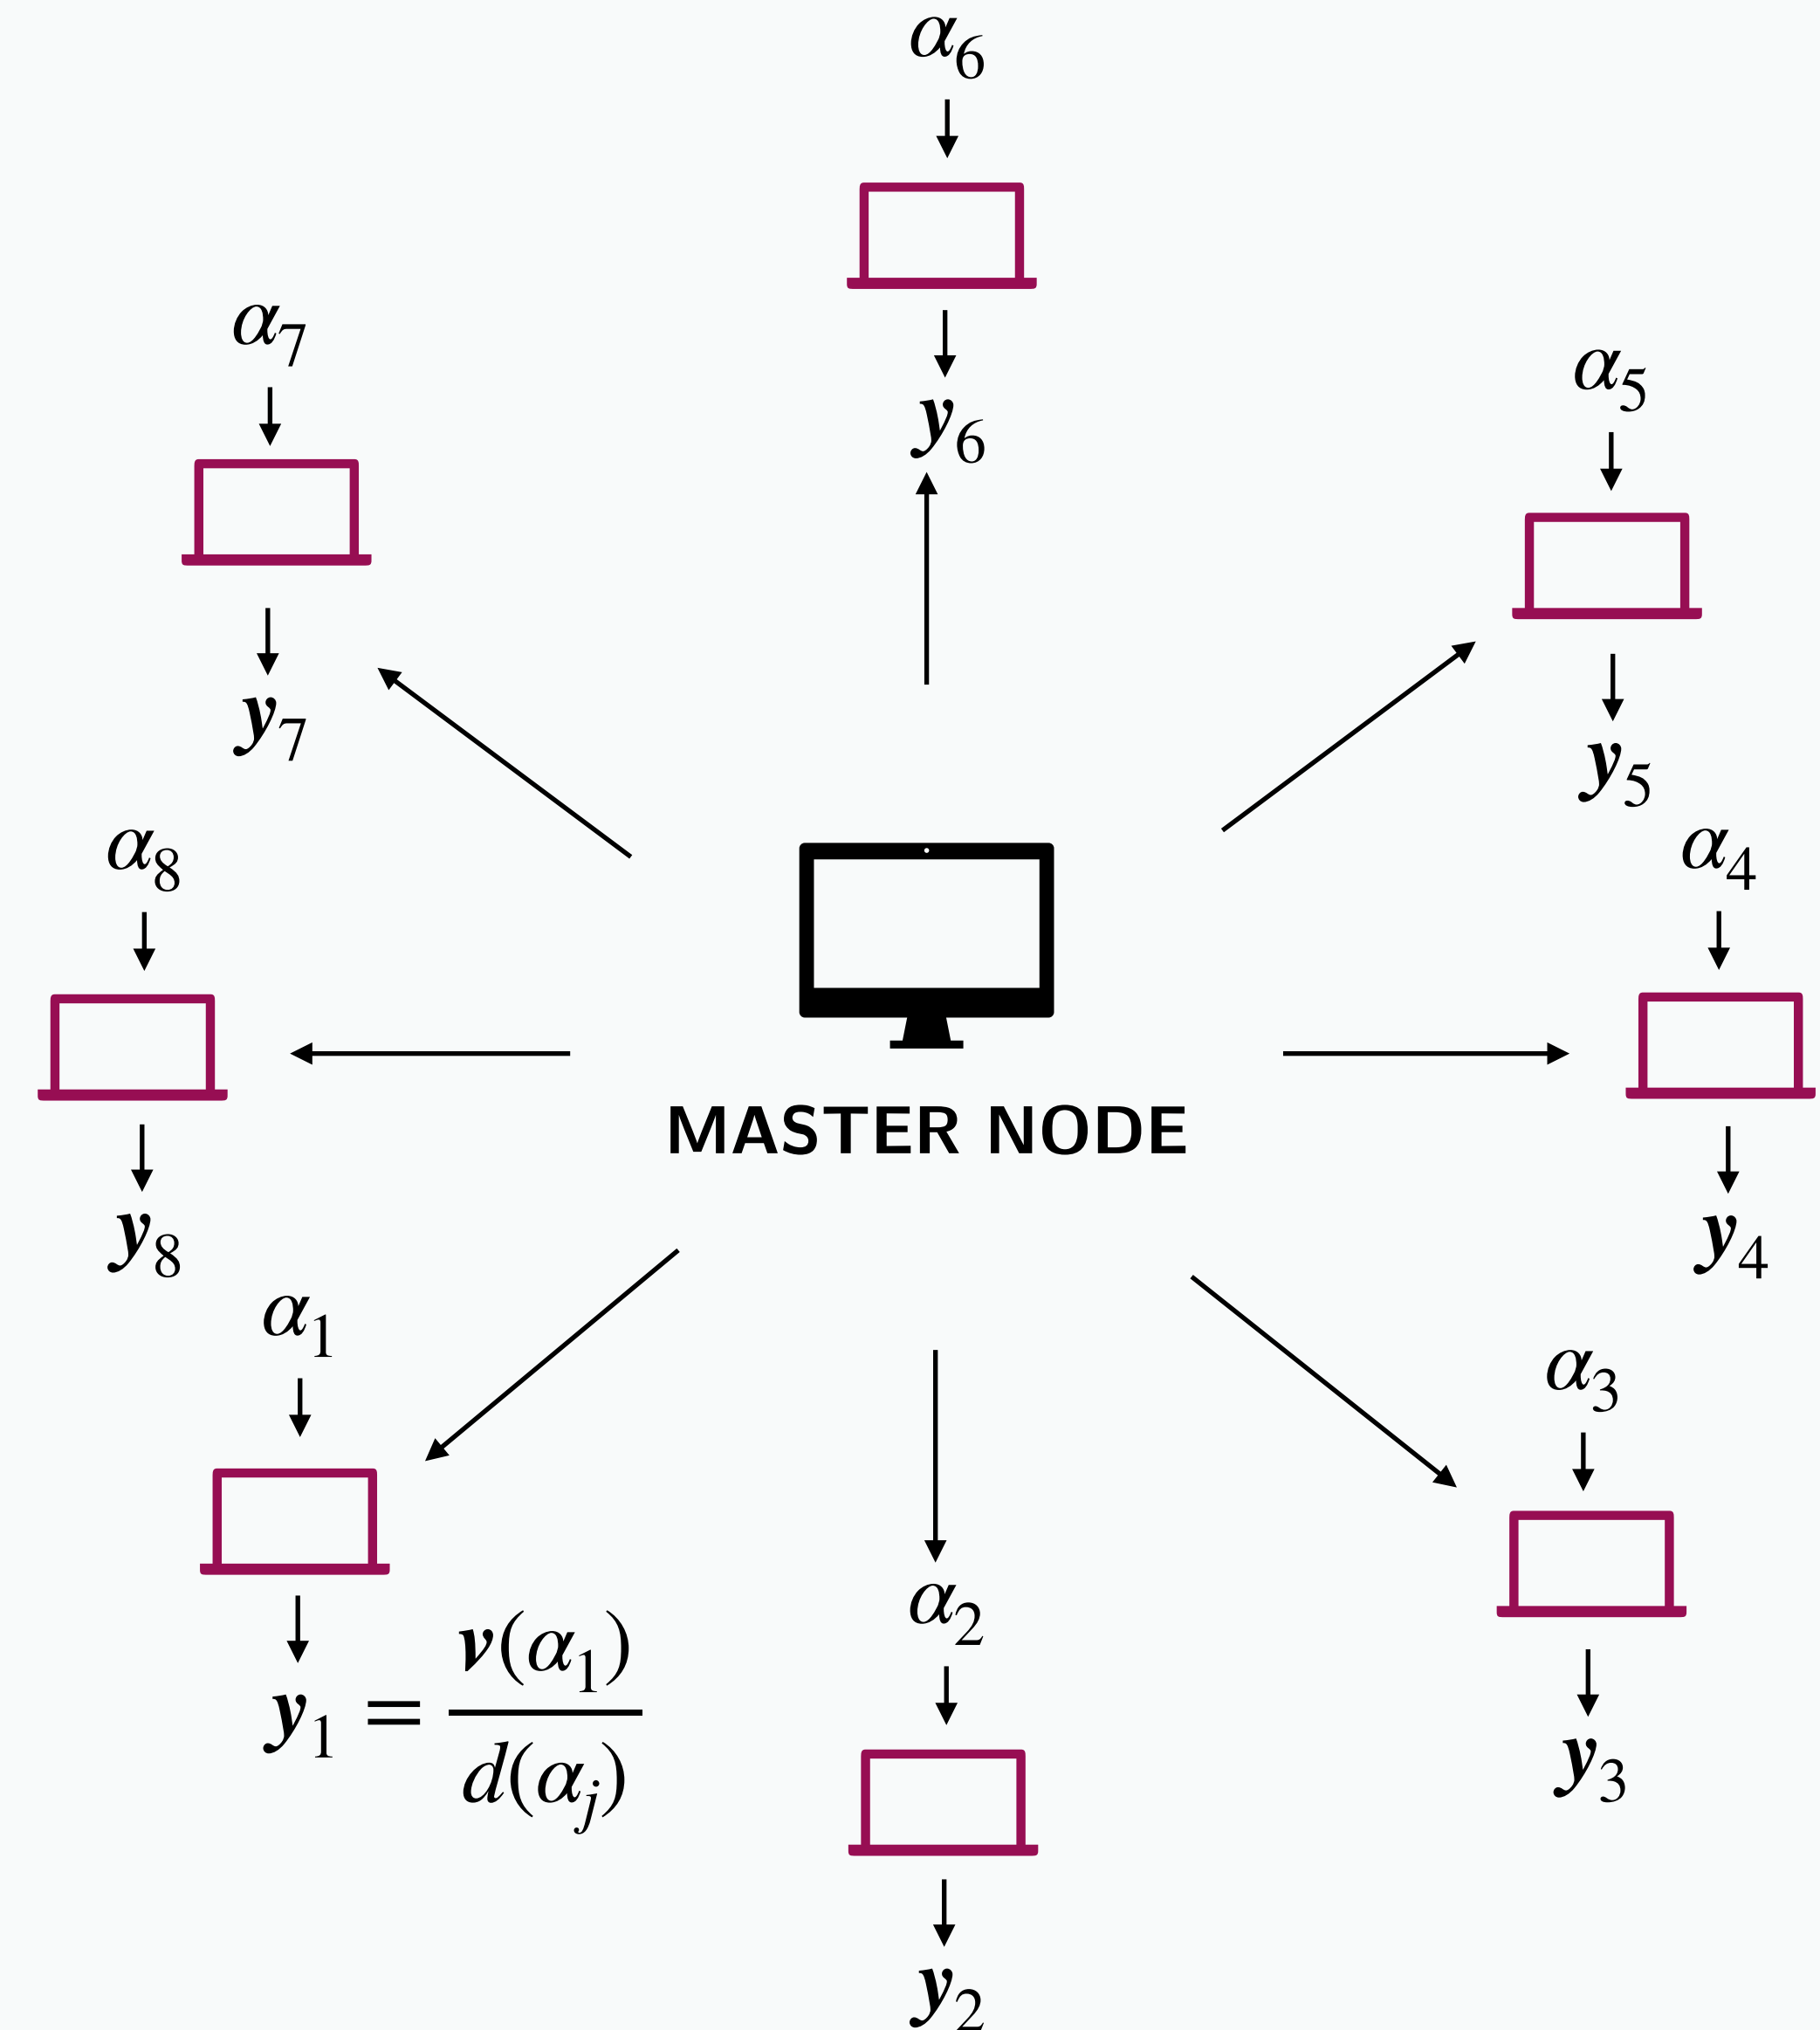 α₆
α₇
α₅
y₆
y₇
y₅
α₈
α₄
MASTER NODE
y₈
y₄
α₁
α₃
α₂
y₁ = v(α₁) / d(αⱼ)
y₃
y₂